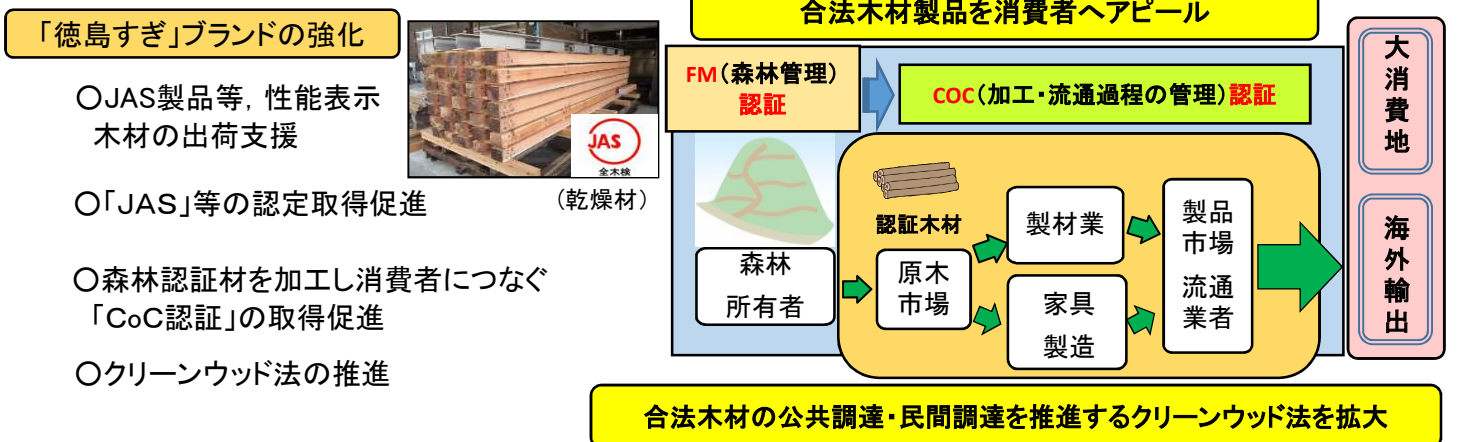 「徳島すぎ」ブランドの強化
○JAS製品等，性能表示
木材の出荷支援
○「JAS」等の認定取得促進
○森林認証材を加工し消費者につなぐ
「CoC認証」の取得促進
○クリーンウッド法の推進
JAS
全木検
（乾燥材）
合法木材製品を消費者へアピール
FM（森林管理）
認証
COC（加工・流通過程の管理）認証
認証木材
森林
所有者
原木
市場
製材業
家具
製造
製品
市場
流通
業者
大消費地
海外輸出
合法木材の公共調達・民間調達を推進するクリーンウッド法を拡大